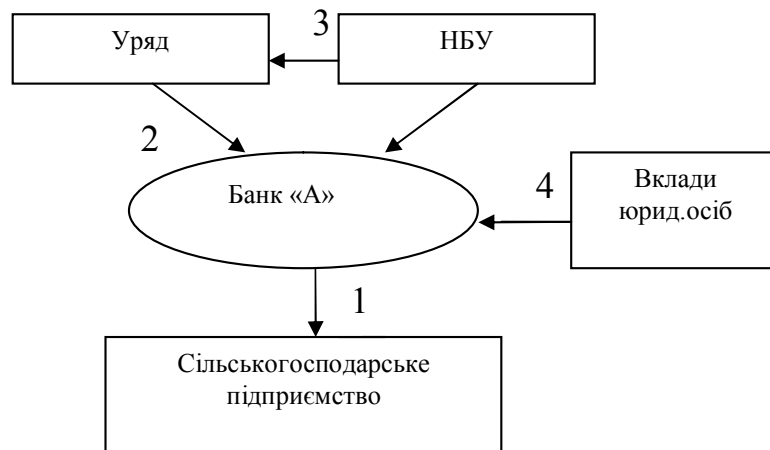 3
Уряд
НБУ
2
4
Вклади
юрид.осіб
Банк «А»
1
Сільськогосподарське
підприємство